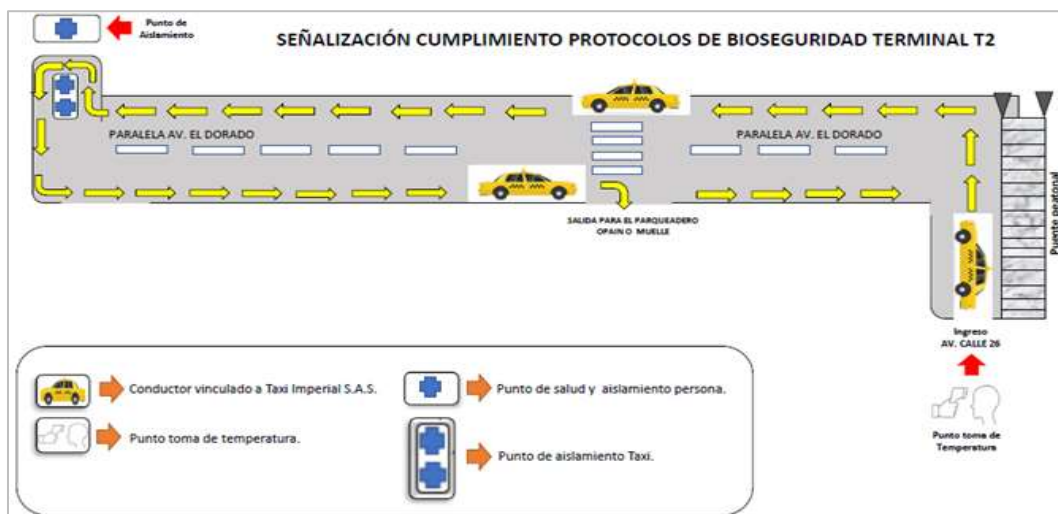 Punto de
Aislamiento
SEÑALIZACIÓN CUMPLIMIENTO PROTOCOLOS DE BIOSEGURIDAD TERMINAL T2
PARALELA AV. EL DORADO
PARALELA AV. EL DORADO
SALIDA PARA EL PARQUEADERO
OPAIN O MUELLE
Puente peatonal
Ingreso
AV. CALLE 26
Punto toma de
Temperatura
Conductor vinculado a Taxi Imperial S.A.S.
Punto de salud y aislamiento persona.
Punto toma de temperatura.
Punto de aislamiento Taxi.